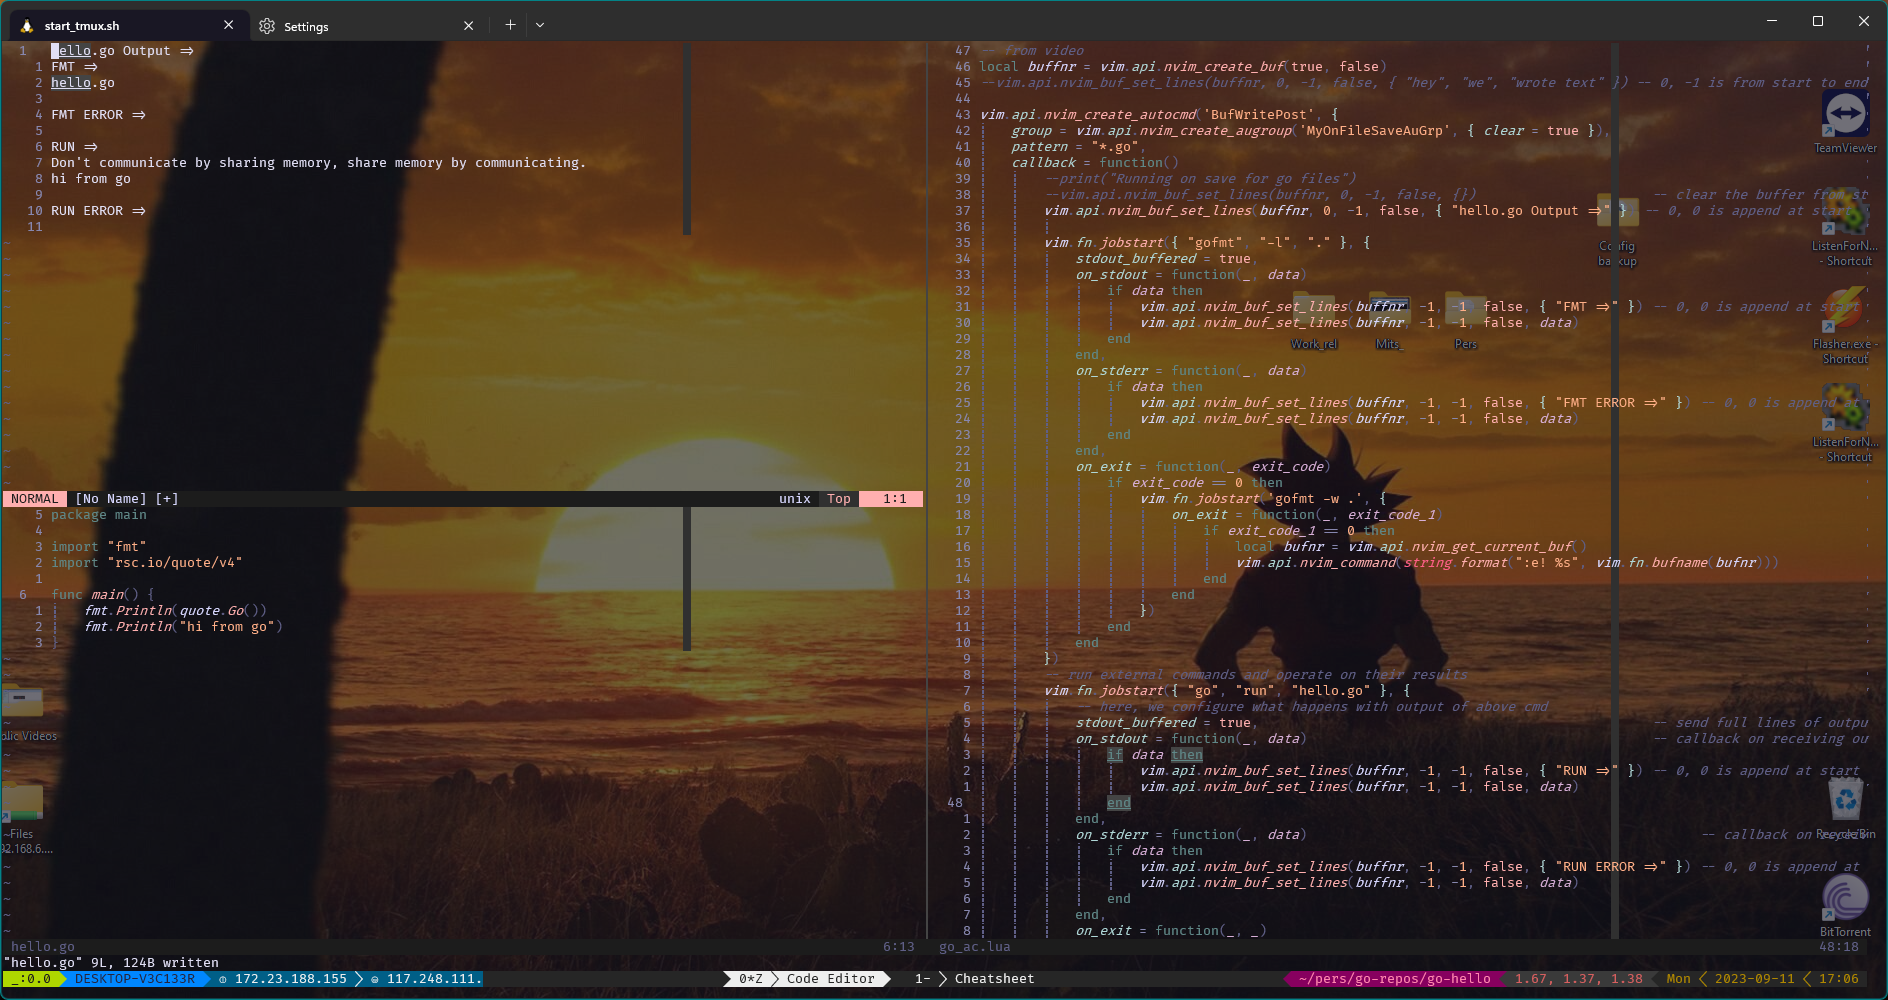 start_tmux.sh
Settings
1 hello.go Output =>
1 FMT =>
2 hello.go
3
4 FMT ERROR =>
5
6 RUN =>
7 Don't communicate by sharing memory, share memory by communicating.
8 hi from go
9
10 RUN ERROR =>
11
NORMAL [No Name] [+] unix Top 1:1
5 package main
4
3 import "fmt"
2 import "rsc.io/quote/v4"
1
6 func main() {
1 fmt.Println(quote.Go())
2 fmt.Println("hi from go")
3 }
hello.go 6:13
47 -- from video
46 local buffnr = vim.api.nvim_create_buf(true, false)
45 --vim.api.nvim_buf_set_lines(buffnr, 0, -1, false, { "hey", "we", "wrote text" }) -- 0, -1 is from start to end
44
43 vim.api.nvim_create_autocmd('BufWritePost', {
42 group = vim.api.nvim_create_augroup('MyOnFileSaveAuGrp', { clear = true }),
41 pattern = "*.go",
40 callback = function()
39 --print("Running on save for go files")
38 --vim.api.nvim_buf_set_lines(buffnr, 0, -1, false, {}) -- clear the buffer from st
37 vim.api.nvim_buf_set_lines(buffnr, 0, -1, false, { "hello.go Output =>" }) -- 0, 0 is append at start
36
35 vim.fn.jobstart({ "gofmt", "-l", "." }, {
34 stdout_buffered = true,
33 on_stdout = function(_, data)
32 if data then
31 vim.api.nvim_buf_set_lines(buffnr, -1, -1, false, { "FMT =>" }) -- 0, 0 is append at start
30 vim.api.nvim_buf_set_lines(buffnr, -1, -1, false, data)
29 end
28 end,
27 on_stderr = function(_, data)
26 if data then
25 vim.api.nvim_buf_set_lines(buffnr, -1, -1, false, { "FMT ERROR =>" }) -- 0, 0 is append at
24 vim.api.nvim_buf_set_lines(buffnr, -1, -1, false, data)
23 end
22 end,
21 on_exit = function(_, exit_code)
20 if exit_code == 0 then
19 vim.fn.jobstart('gofmt -w .', {
18 on_exit = function(_, exit_code_1)
17 if exit_code_1 == 0 then
16 local bufnr = vim.api.nvim_get_current_buf()
15 vim.api.nvim_command(string.format(":e! %s", vim.fn.bufname(bufnr)))
14 end
13 end
12 })
11 end
10 end
9 })
8 -- run external commands and operate on their results
7 vim.fn.jobstart({ "go", "run", "hello.go" }, {
6 -- here, we configure what happens with output of above cmd
5 stdout_buffered = true, -- send full lines of outpu
4 on_stdout = function(_, data) -- callback on receiving ou
3 if data then
2 vim.api.nvim_buf_set_lines(buffnr, -1, -1, false, { "RUN =>" }) -- 0, 0 is append at start
1 vim.api.nvim_buf_set_lines(buffnr, -1, -1, false, data)
48 end
1 end,
2 on_stderr = function(_, data) -- callback on
3 if data then
4 vim.api.nvim_buf_set_lines(buffnr, -1, -1, false, { "RUN ERROR =>" }) -- 0, 0 is append at
5 vim.api.nvim_buf_set_lines(buffnr, -1, -1, false, data)
6 end
7 end,
8 on_exit = function(_, _)
go_ac.lua 48:18
TeamViewer
Config
backup
ListenForN...
- Shortcut
Work_rel
Mits_
Pers
Flasher.exe -
Shortcut
ListenForN...
- Shortcut
Recycle Bin
BitTorrent
blic Videos
Files
92.168.6....
"hello.go" 9L, 124B written
_:0.0 DESKTOP-V3C133R 172.23.188.155 117.248.111.
0*Z Code Editor 1- Cheatsheet
~/pers/go-repos/go-hello 1.67, 1.37, 1.38 Mon 2023-09-11 17:06